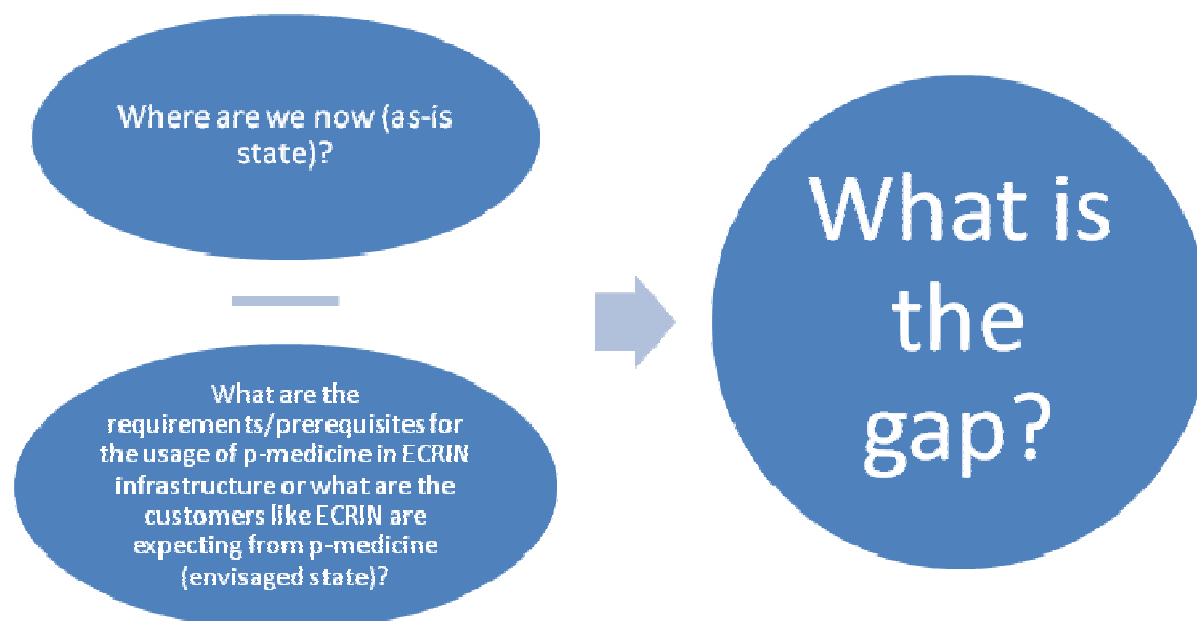 Where are we now (as-is
state)?
What are the
requirements/prerequisites for
the usage of p-medicine in ECRIN
infrastructure or what are the
customers like ECRIN are
expecting from p-medicine
(envisaged state)?
What is
the
gap?